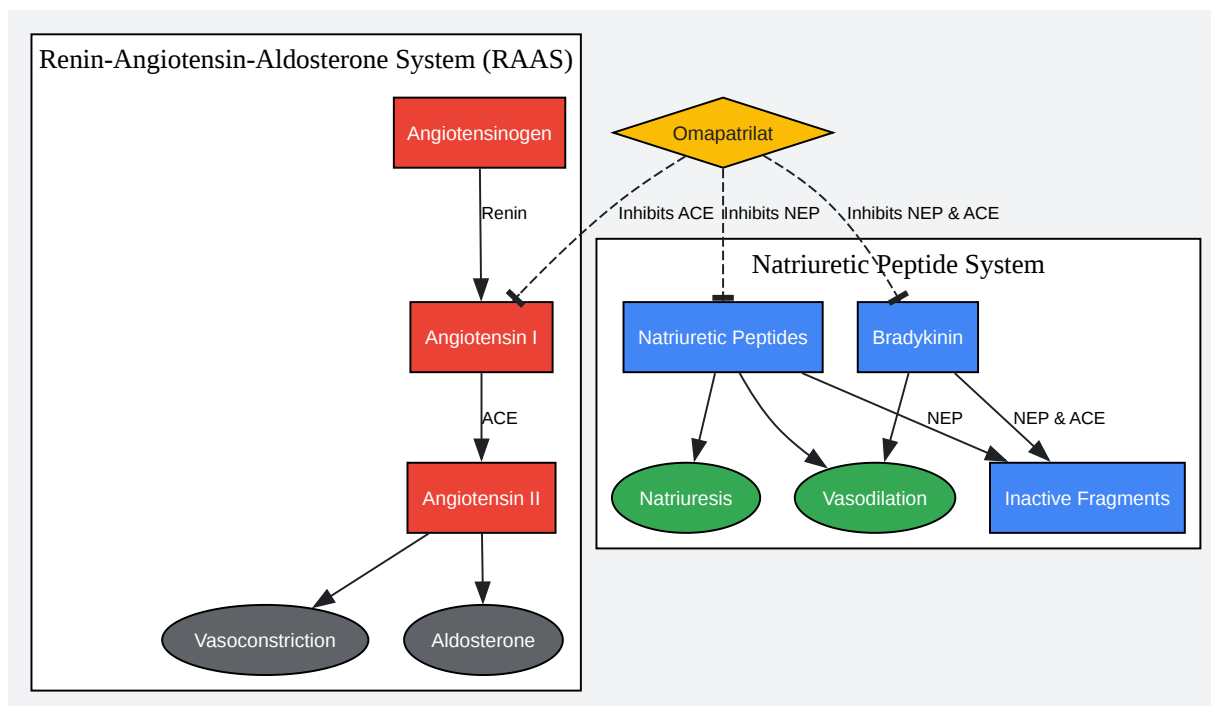 Renin-Angiotensin-Aldosterone System (RAAS)
Angiotensinogen
Omapatrilat
Renin
Inhibits ACE
Inhibits NEP
Inhibits NEP & ACE
Natriuretic Peptide System
Angiotensin I
Natriuretic Peptides
Bradykinin
ACE
NEP
NEP & ACE
Angiotensin II
Natriuresis
Vasodilation
Inactive Fragments
Vasoconstriction
Aldosterone